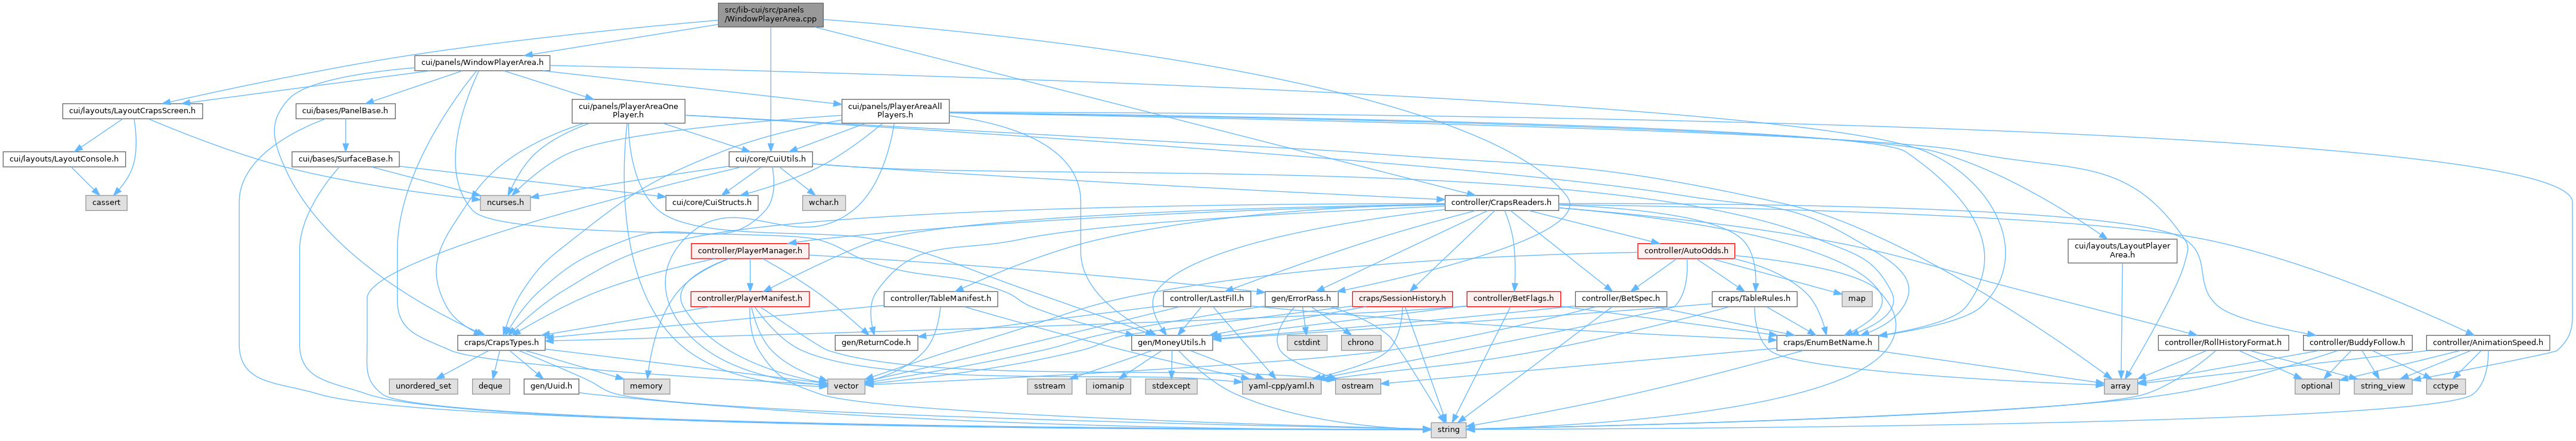 src/lib-cui/src/panels
/WindowPlayerArea.cpp
cui/panels/WindowPlayerArea.h
cui/layouts/LayoutCrapsScreen.h
cui/bases/PanelBase.h
cui/panels/PlayerAreaOne
Player.h
cui/panels/PlayerAreaAll
Players.h
cui/layouts/LayoutConsole.h
cui/bases/SurfaceBase.h
cui/core/CuiUtils.h
cassert
ncurses.h
cui/core/CuiStructs.h
wchar.h
controller/CrapsReaders.h
controller/PlayerManager.h
controller/AutoOdds.h
cui/layouts/LayoutPlayer
Area.h
controller/PlayerManifest.h
controller/TableManifest.h
controller/LastFill.h
gen/ErrorPass.h
craps/SessionHistory.h
controller/BetFlags.h
controller/BetSpec.h
craps/TableRules.h
map
craps/CrapsTypes.h
gen/ReturnCode.h
gen/MoneyUtils.h
cstdint
chrono
craps/EnumBetName.h
controller/RollHistoryFormat.h
controller/BuddyFollow.h
controller/AnimationSpeed.h
unordered_set
deque
gen/Uuid.h
memory
vector
sstream
iomanip
stdexcept
yaml-cpp/yaml.h
ostream
array
optional
string_view
cctype
string